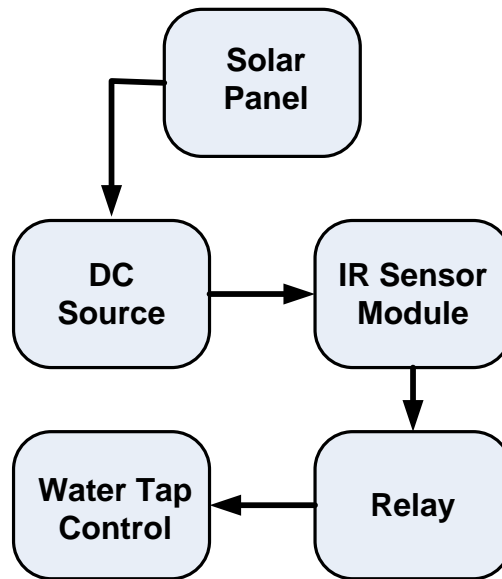 Solar
Panel
DC
Source
IR Sensor
Module
Water Tap
Control
Relay